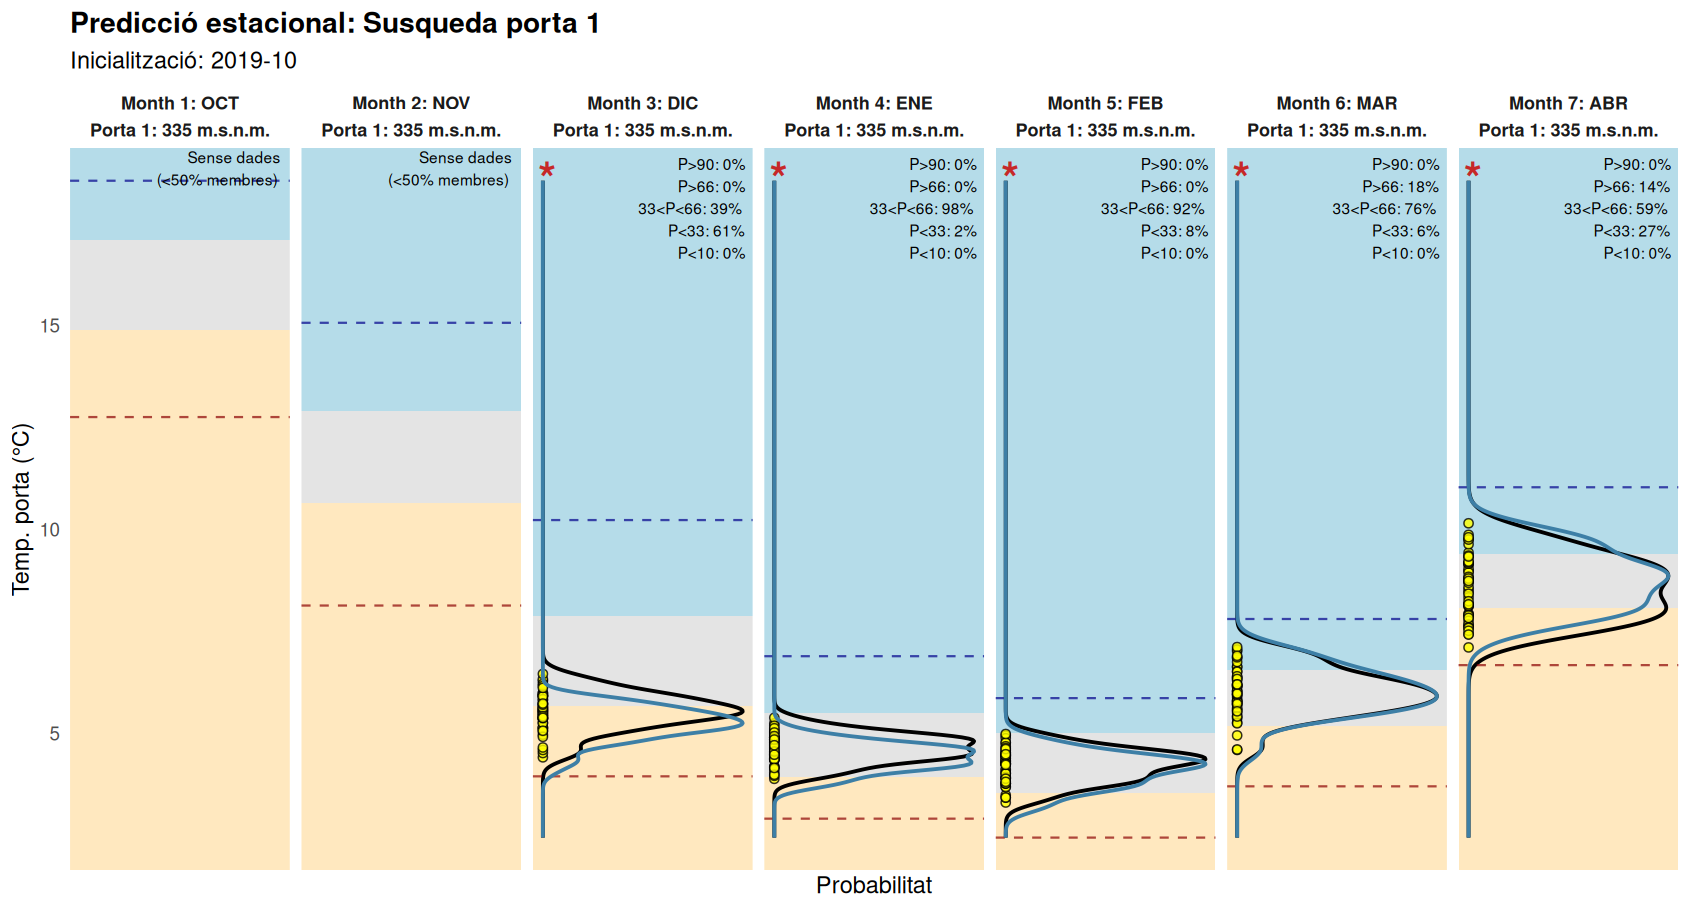 Predicció estacional: Susqueda porta 1
Inicialització: 2019-10
Month 1: OCT
Porta 1: 335 m.s.n.m.
Month 2: NOV
Porta 1: 335 m.s.n.m.
Month 3: DIC
Porta 1: 335 m.s.n.m.
Month 4: ENE
Porta 1: 335 m.s.n.m.
Month 5: FEB
Porta 1: 335 m.s.n.m.
Month 6: MAR
Porta 1: 335 m.s.n.m.
Month 7: ABR
Porta 1: 335 m.s.n.m.
Sense dades
(<50% membres)
Sense dades
(<50% membres)
*
P>90: 0%
P>66: 0%
33<P<66: 39%
P<33: 61%
P<10: 0%
*
P>90: 0%
P>66: 0%
33<P<66: 98%
P<33: 2%
P<10: 0%
*
P>90: 0%
P>66: 0%
33<P<66: 92%
P<33: 8%
P<10: 0%
*
P>90: 0%
P>66: 18%
33<P<66: 76%
P<33: 6%
P<10: 0%
*
P>90: 0%
P>66: 14%
33<P<66: 59%
P<33: 27%
P<10: 0%
Temp. porta (°C)
15
10
5
Probabilitat